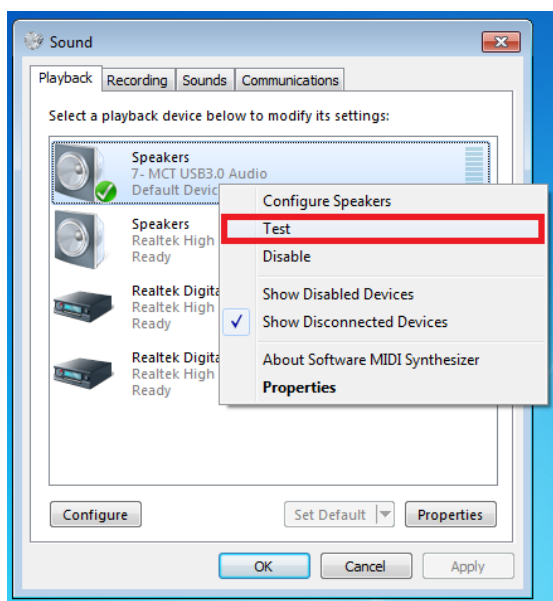 Sound
Playback Recording Sounds Communications
Select a playback device below to modify its settings:
Speakers
7- MCT USB3.0 Audio
Default Devic
Speakers
Realtek High
Ready
Realtek Digita
Realtek High
Ready
Realtek Digita
Realtek High
Ready
Configure Speakers
Test
Disable
Show Disabled Devices
Show Disconnected Devices
About Software MIDI Synthesizer
Properties
Configure Set Default Properties
OK Cancel Apply